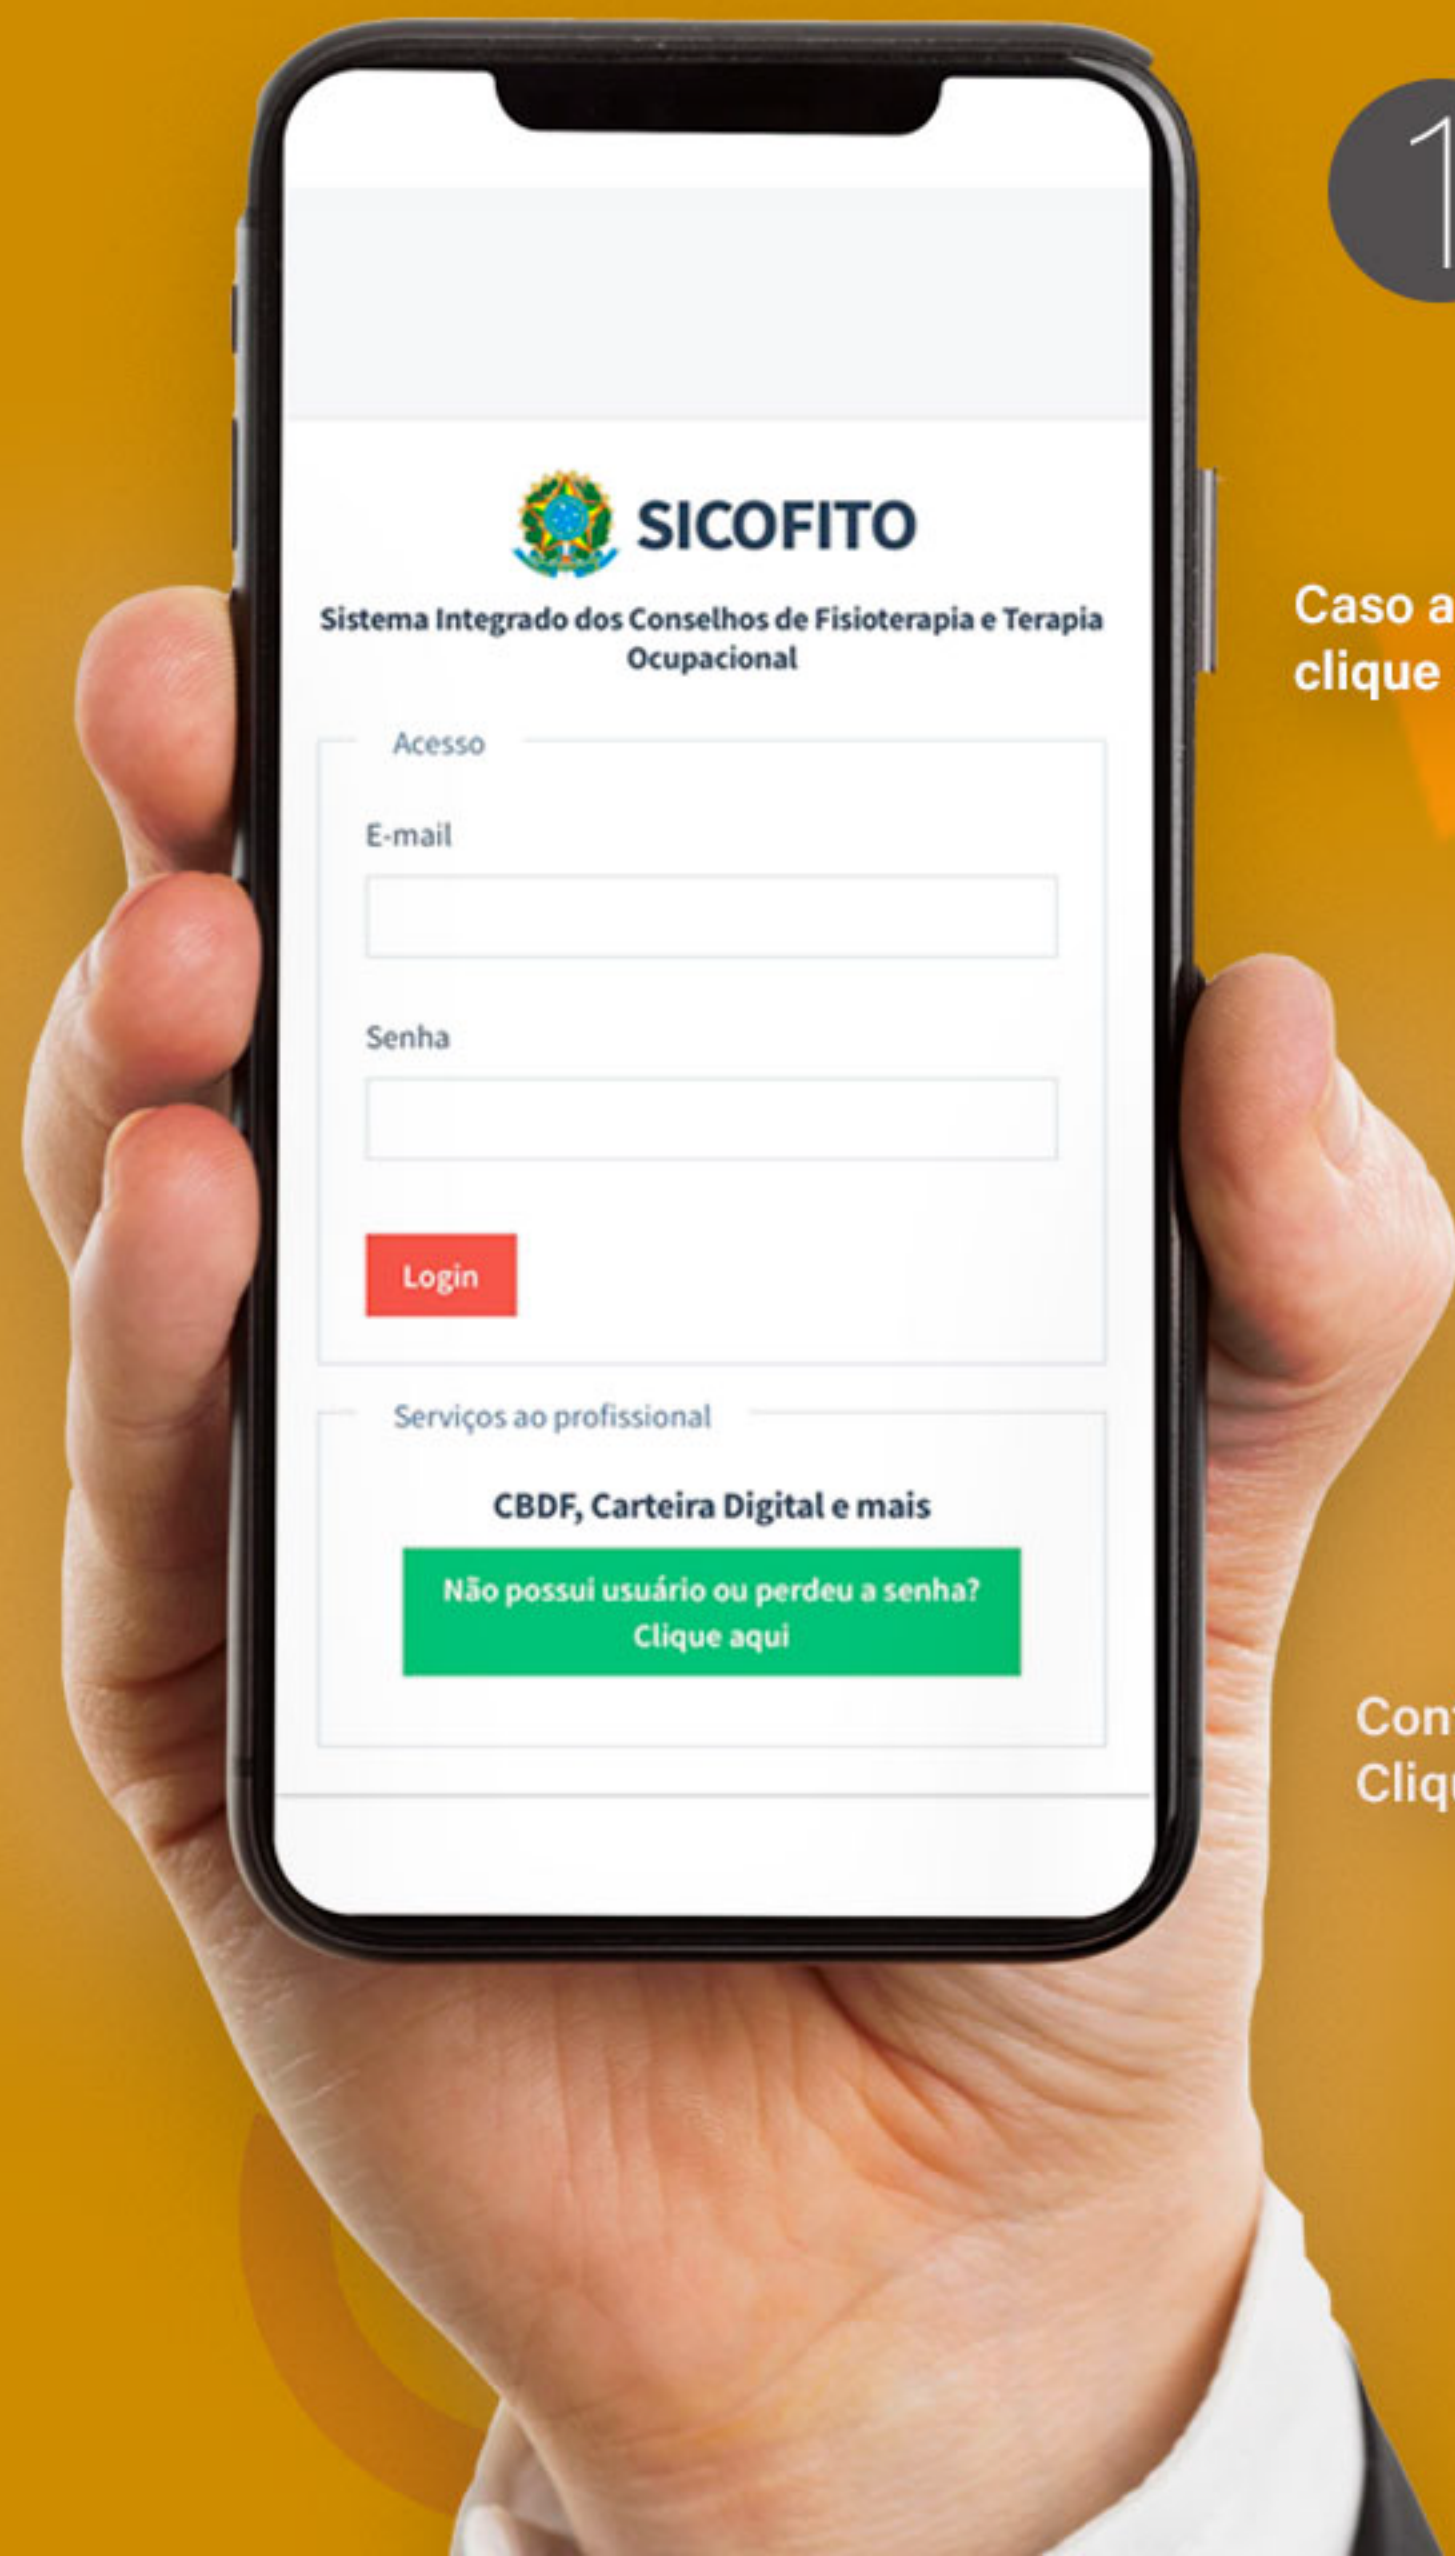 1
SICOFITO
Sistema Integrado dos Conselhos de Fisioterapia e Terapia
Ocupacional
Caso a
clique
Acesso
E-mail
Senha
Login
Serviços ao profissional
CBDF, Carteira Digital e mais
Não possui usuário ou perdeu a senha?
Clique aqui